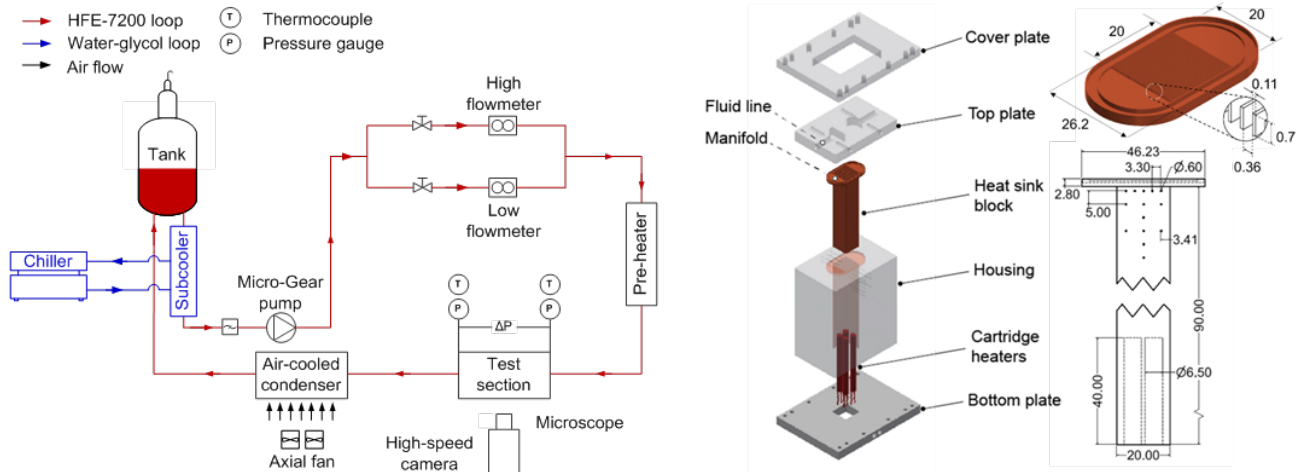 HFE-7200 loop
Water-glycol loop
Air flow
T
Thermocouple
P
Pressure gauge
Tank
High
flowmeter
Low
flowmeter
Chiller
Subcooler
Micro-Gear
pump
Pre-heater
T
T
P
P
ΔP
Test
section
Air-cooled
condenser
Axial fan
High-speed
camera
Microscope
Cover plate
Fluid line
Top plate
Manifold
Heat sink
block
Housing
Cartridge
heaters
Bottom plate
20
20
0.11
26.2
0.7
0.36
46.23
3.30
Ø.60
2.80
5.00
3.41
90.00
40.00
Ø6.50
20.00